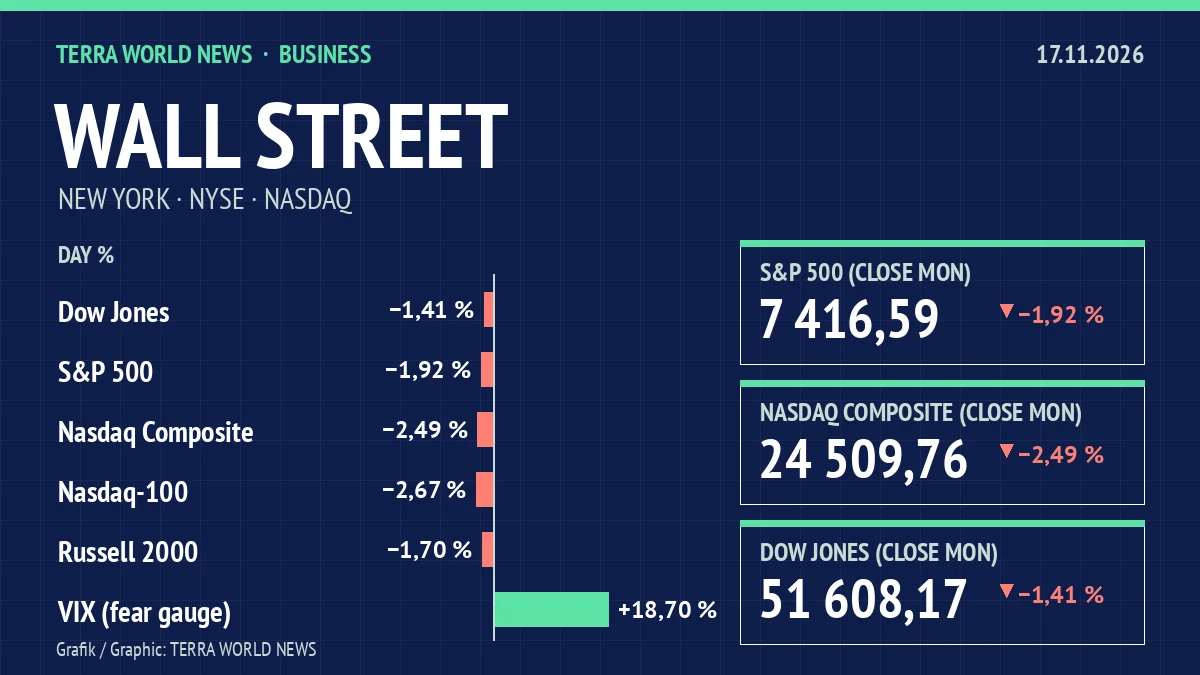 TERRA WORLD NEWS · BUSINESS
17.11.2026
WALL STREET
NEW YORK · NYSE · NASDAQ
DAY %
Dow Jones −1,41 %
S&P 500 −1,92 %
Nasdaq Composite −2,49 %
Nasdaq-100 −2,67 %
Russell 2000 −1,70 %
VIX (fear gauge) +18,70 %
S&P 500 (CLOSE MON)
7 416,59 ▼−1,92 %
NASDAQ COMPOSITE (CLOSE MON)
24 509,76 ▼−2,49 %
DOW JONES (CLOSE MON)
51 608,17 ▼−1,41 %
Grafik / Graphic: TERRA WORLD NEWS